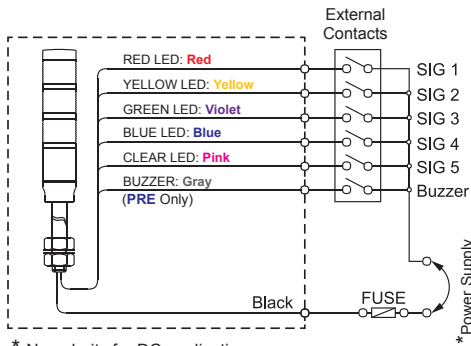 External
Contacts
RED LED: Red
SIG 1
YELLOW LED: Yellow
SIG 2
GREEN LED: Violet
SIG 3
BLUE LED: Blue
SIG 4
CLEAR LED: Pink
SIG 5
BUZZER: Gray
(PRE Only)
Buzzer
Black
FUSE
*Power Supply